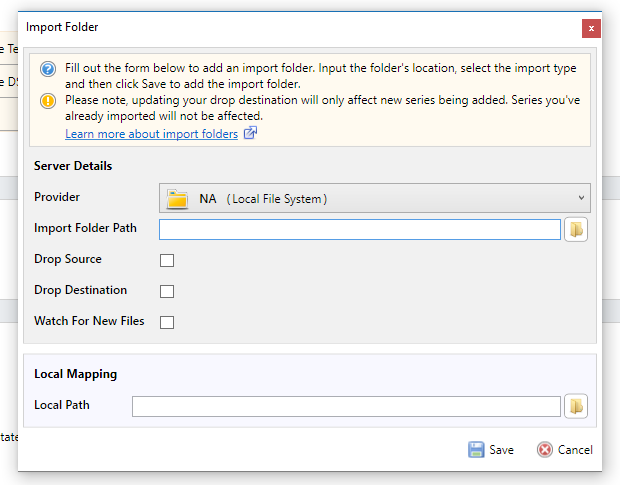 Import Folder
x
e Te
Fill out the form below to add an import folder. Input the folder's location, select the import type
and then click Save to add the import folder.
e DS
Please note, updating your drop destination will only affect new series being added. Series you've
already imported will not be affected.
Learn more about import folders
Server Details
Provider
NA (Local File System)
Import Folder Path
Drop Source
Drop Destination
Watch For New Files
Local Mapping
Local Path
tate
Save
Cancel